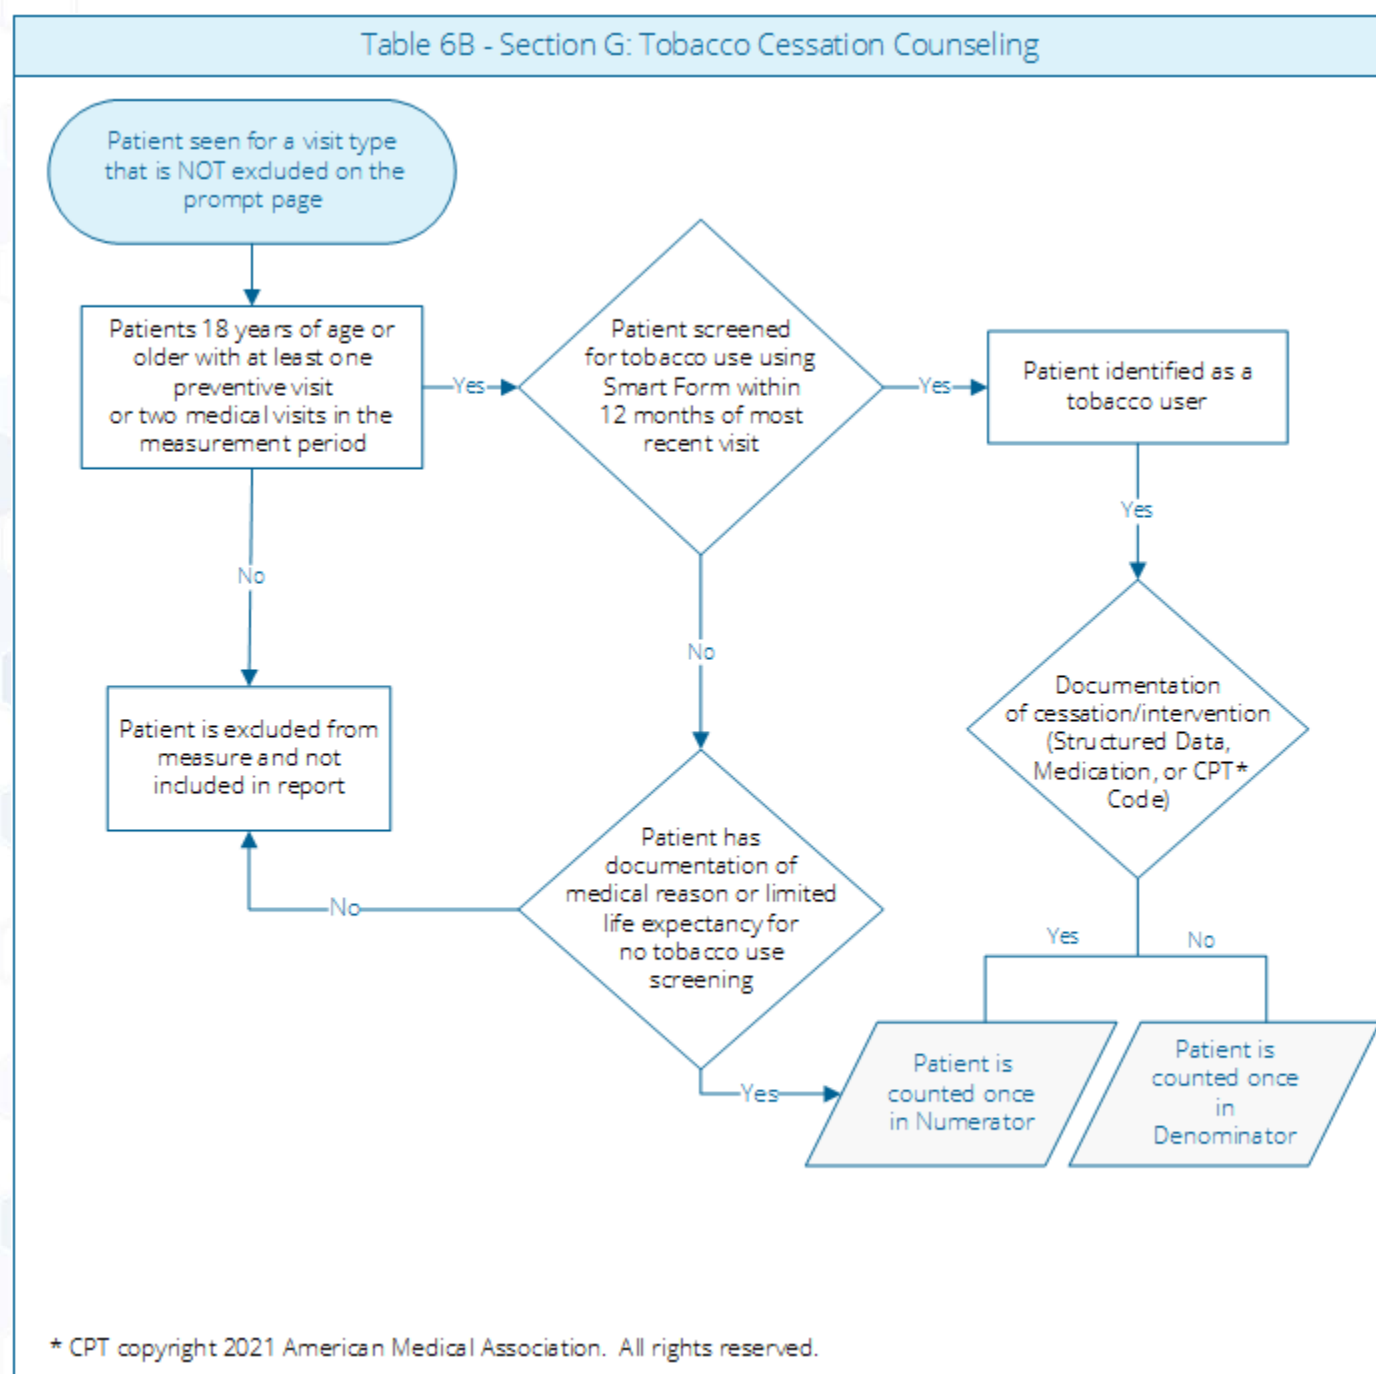 Table 6B - Section G: Tobacco Cessation Counseling
Patient seen for a visit type
that is NOT excluded on the
prompt page
Patients 18 years of age or
older with at least one
preventive visit
or two medical visits in the
measurement period
Yes
Patient screened
for tobacco use using
Smart Form within
12 months of most
recent visit
Yes
Patient identified as a
tobacco user
Yes
No
No
Documentation
of cessation/intervention
(Structured Data,
Medication, or CPT*
Code)
Patient is excluded from
measure and not
included in report
Patient has
documentation of
medical reason or limited
life expectancy for
no tobacco use
screening
No
Yes
No
Yes
Patient is
counted once
in Numerator
Patient is
counted once
in
Denominator
* CPT copyright 2021 American Medical Association.  All rights reserved.